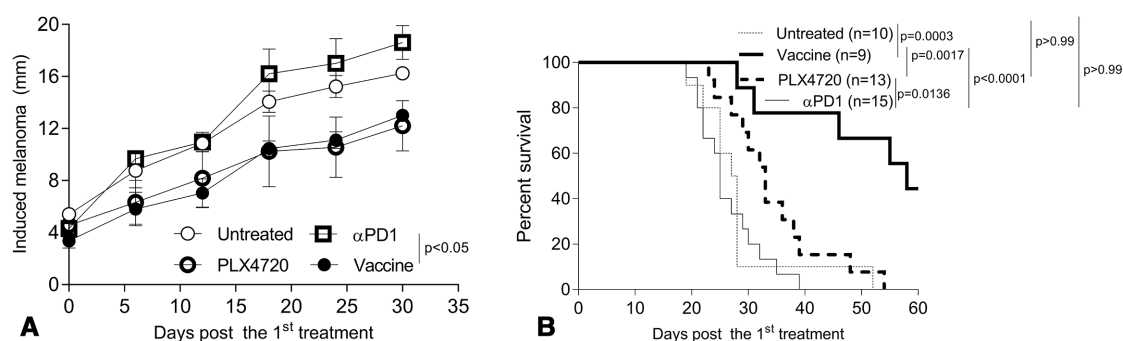 20
16
12
8
4
0
Induced melanoma (mm)
0 5 10 15 20 25 30 35
Days post the 1st treatment
Untreated
αPD1
PLX4720
Vaccine
p<0.05
A
100
80
60
40
20
0
Percent survival
0 10 20 30 40 50 60
Days post the 1st treatment
Untreated (n=10)
Vaccine (n=9)
PLX4720 (n=13)
αPD1 (n=15)
p=0.0003
p=0.0017
p=0.0136
p<0.0001
p>0.99
p>0.99
B